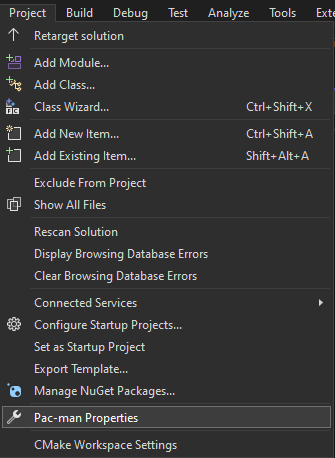 Project Build Debug Test Analyze Tools Exte
Retarget solution
Add Module...
Add Class...
Class Wizard... Ctrl+Shift+X
Add New Item... Ctrl+Shift+A
Add Existing Item... Shift+Alt+A
Exclude From Project
Show All Files
Rescan Solution
Display Browsing Database Errors
Clear Browsing Database Errors
Connected Services
Configure Startup Projects...
Set as Startup Project
Export Template...
Manage NuGet Packages...
Pac-man Properties
CMake Workspace Settings